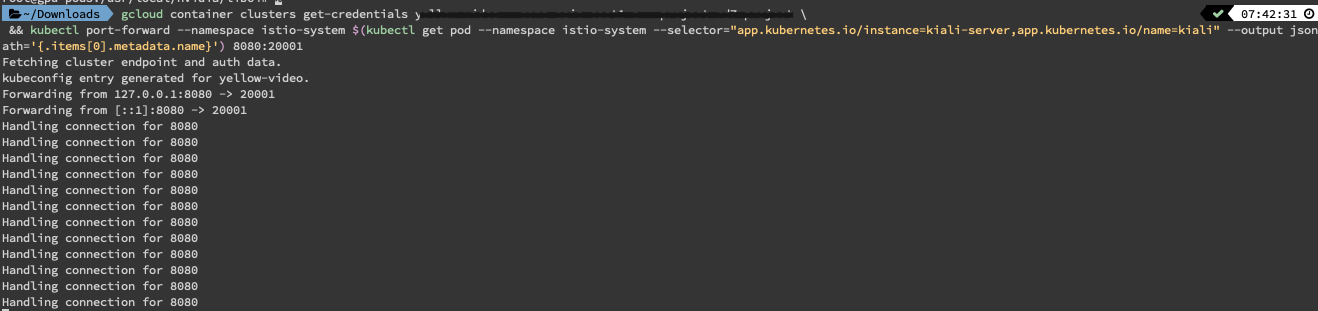 ~/Downloads gcloud container clusters get-credentials \ 07:42:31
&& kubectl port-forward --namespace istio-system $(kubectl get pod --namespace istio-system --selector="app.kubernetes.io/instance=kiali-server,app.kubernetes.io/name=kiali" --output json
ath='{.items[0].metadata.name}') 8080:20001
Fetching cluster endpoint and auth data.
kubeconfig entry generated for yellow-video.
Forwarding from 127.0.0.1:8080 -> 20001
Forwarding from [::1]:8080 -> 20001
Handling connection for 8080
Handling connection for 8080
Handling connection for 8080
Handling connection for 8080
Handling connection for 8080
Handling connection for 8080
Handling connection for 8080
Handling connection for 8080
Handling connection for 8080
Handling connection for 8080
Handling connection for 8080
Handling connection for 8080